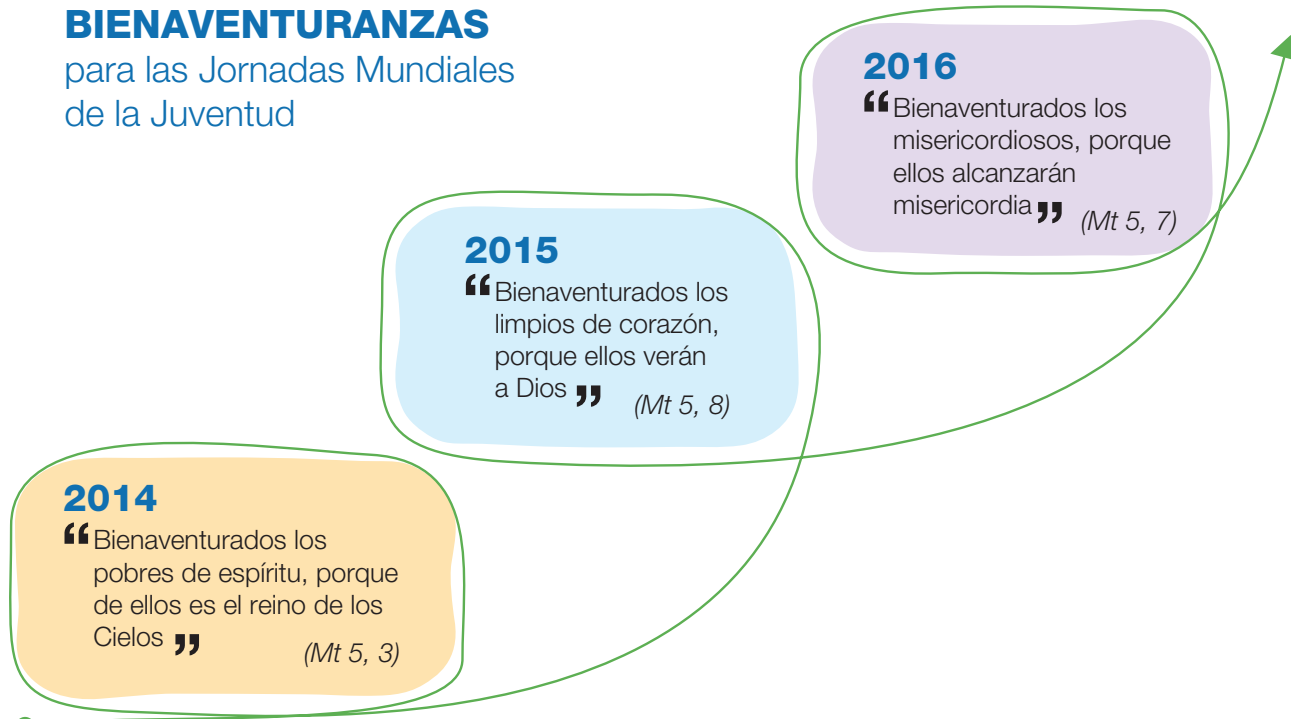 BIENAVENTURANZAS
para las Jornadas Mundiales
de la Juventud
2016
“Bienaventurados los
misericordiosos, porque
ellos alcanzarán
misericordia” (Mt 5, 7)
2015
“Bienaventurados los
limpios de corazón,
porque ellos verán
a Dios” (Mt 5, 8)
2014
“Bienaventurados los
pobres de espíritu, porque
de ellos es el reino de los
Cielos” (Mt 5, 3)